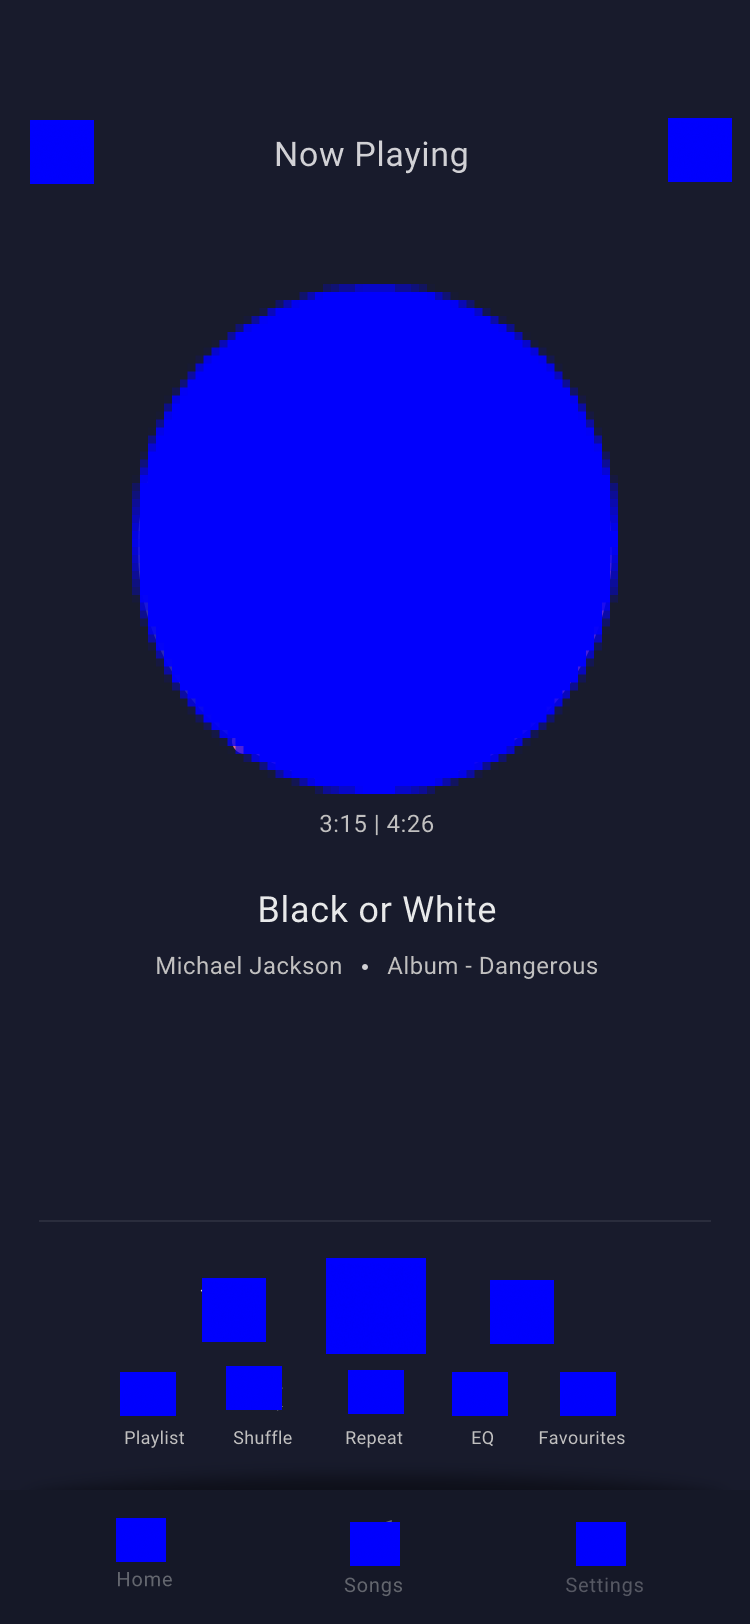 Now Playing
3:15 | 4:26
Black or White
Michael Jackson • Album - Dangerous
Playlist Shuffle Repeat EQ Favourites
Home Songs Settings